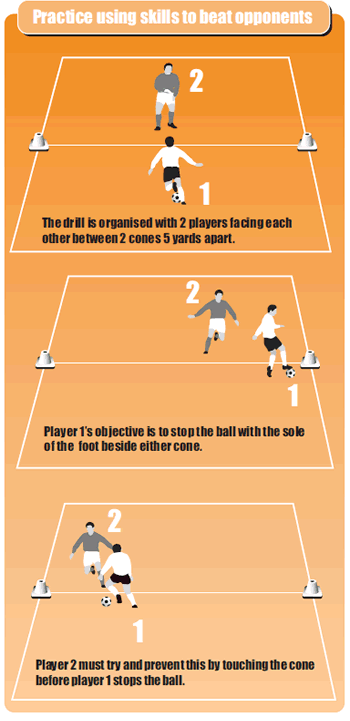 Practice using skills to beat opponents
2
1
The drill is organised with 2 players facing each
other between 2 cones 5 yards apart.
2
1
Player 1's objective is to stop the ball with the sole
of the foot beside either cone.
2
1
Player 2 must try and prevent this by touching the cone
before player 1 stops the ball.